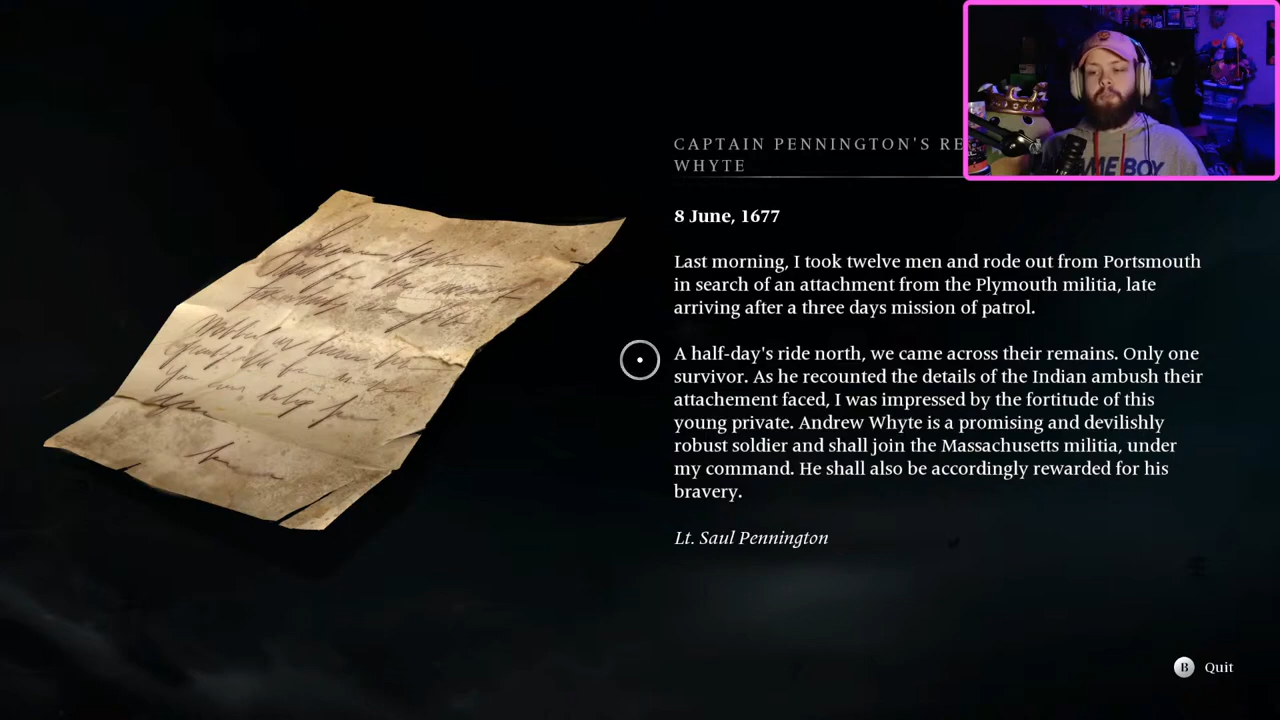 CAPTAIN PENNINGTON'S
WHYTE
8 June, 1677
Last morning, I took twelve men and rode out from Portsmouth
in search of an attachment from the Plymouth militia, late
arriving after a three days mission of patrol.
A half-day's ride north, we came across their remains. Only one
survivor. As he recounted the details of the Indian ambush their
attachement faced, I was impressed by the fortitude of this
young private. Andrew Whyte is a promising and devilishly
robust soldier and shall join the Massachusetts militia, under
my command. He shall also be accordingly rewarded for his
bravery.
Lt. Saul Pennington
B Quit